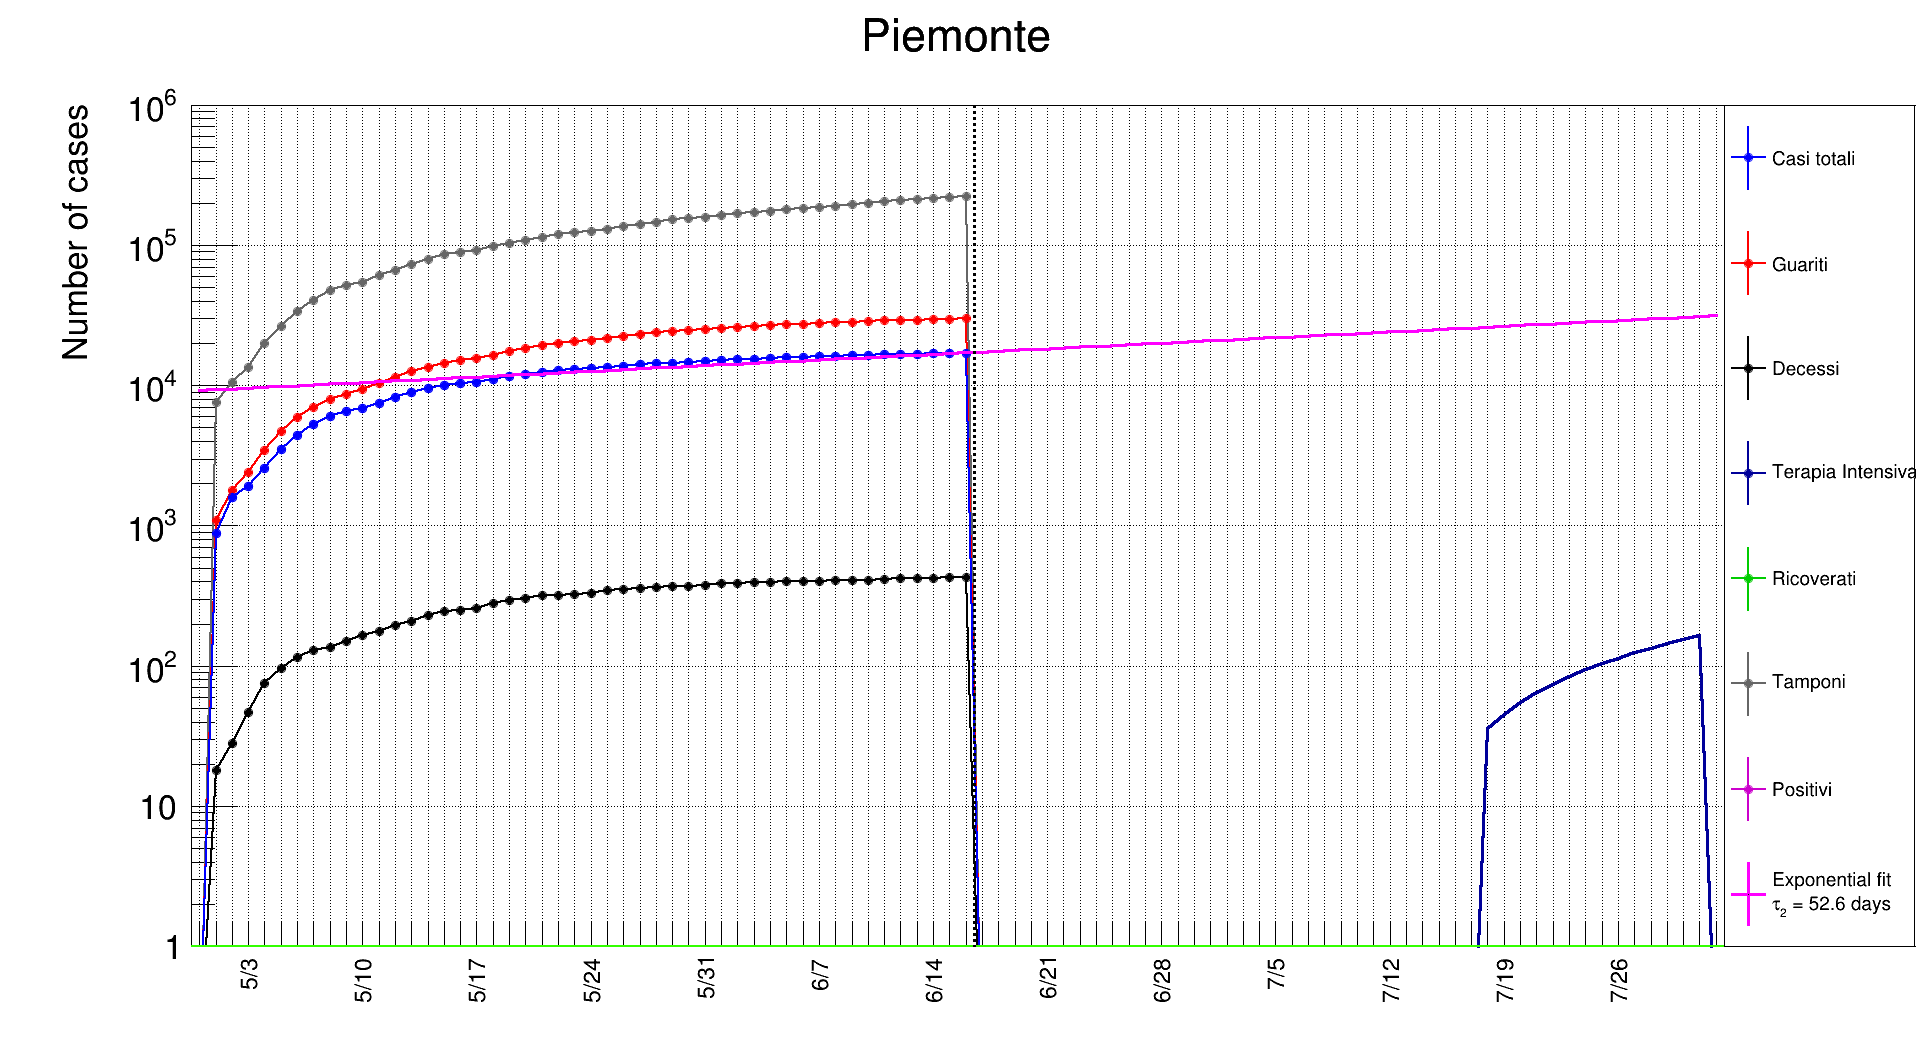 Piemonte
Number of cases
10^6
10^5
10^4
10^3
10^2
10
1
5/3
5/10
5/17
5/24
5/31
6/7
6/14
6/21
6/28
7/5
7/12
7/19
7/26
Casi totali
Guariti
Decessi
Terapia Intensiva
Ricoverati
Tamponi
Positivi
Exponential fit
τ₂ = 52.6 days